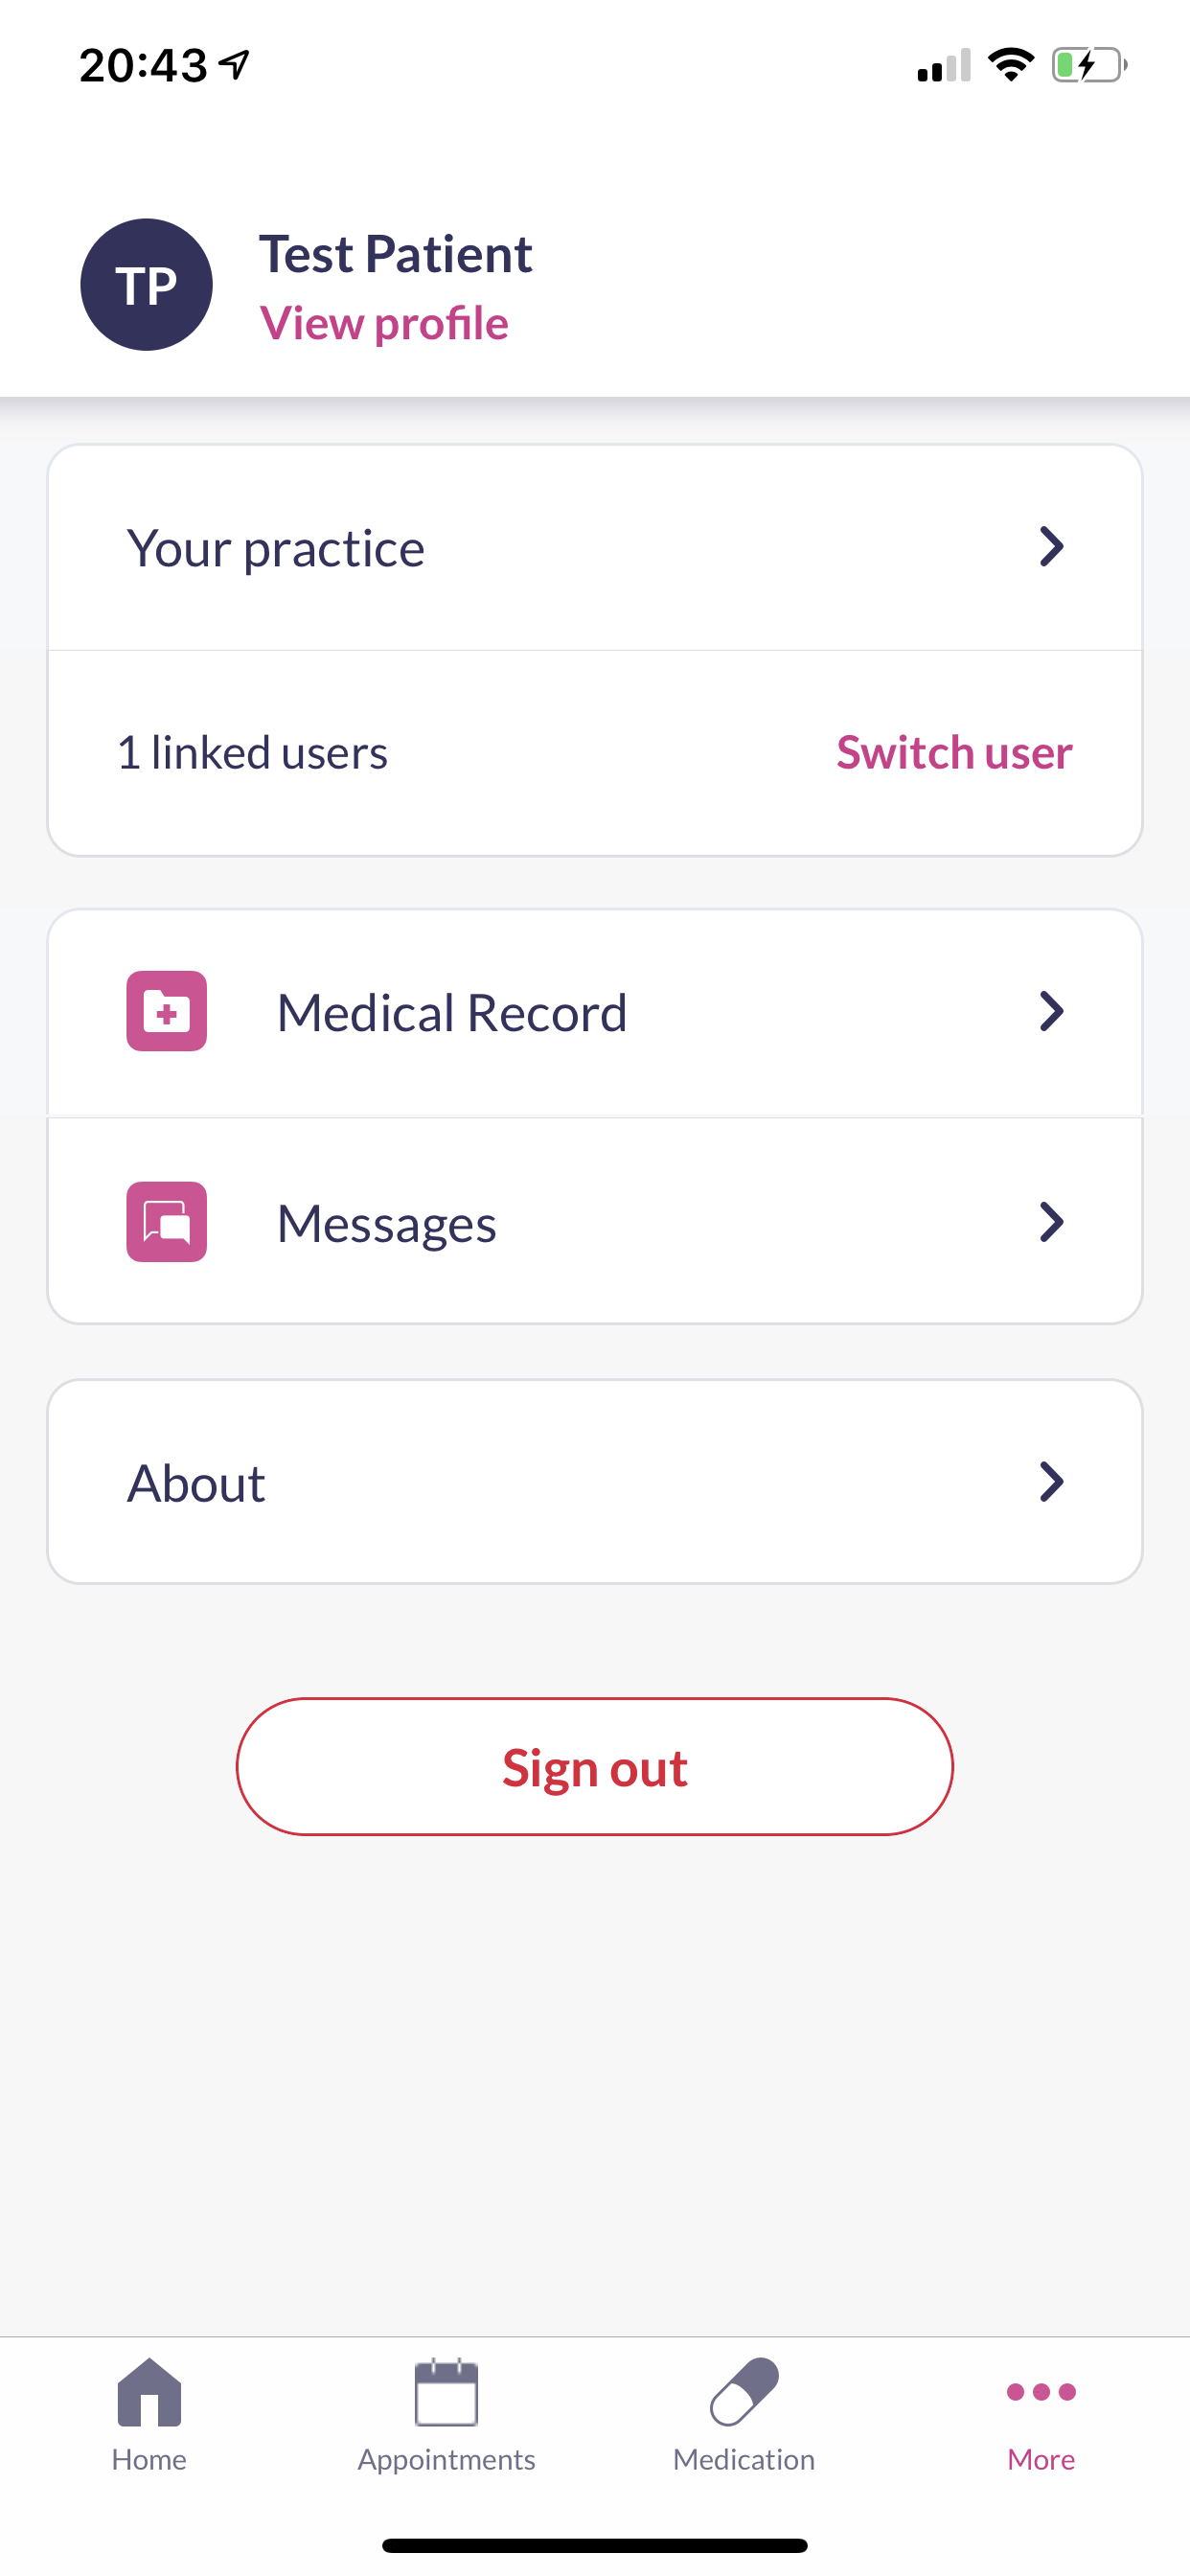 20:43
TP
Test Patient
View profile
Your practice
1 linked users
Switch user
Medical Record
Messages
About
Sign out
Home
Appointments
Medication
More